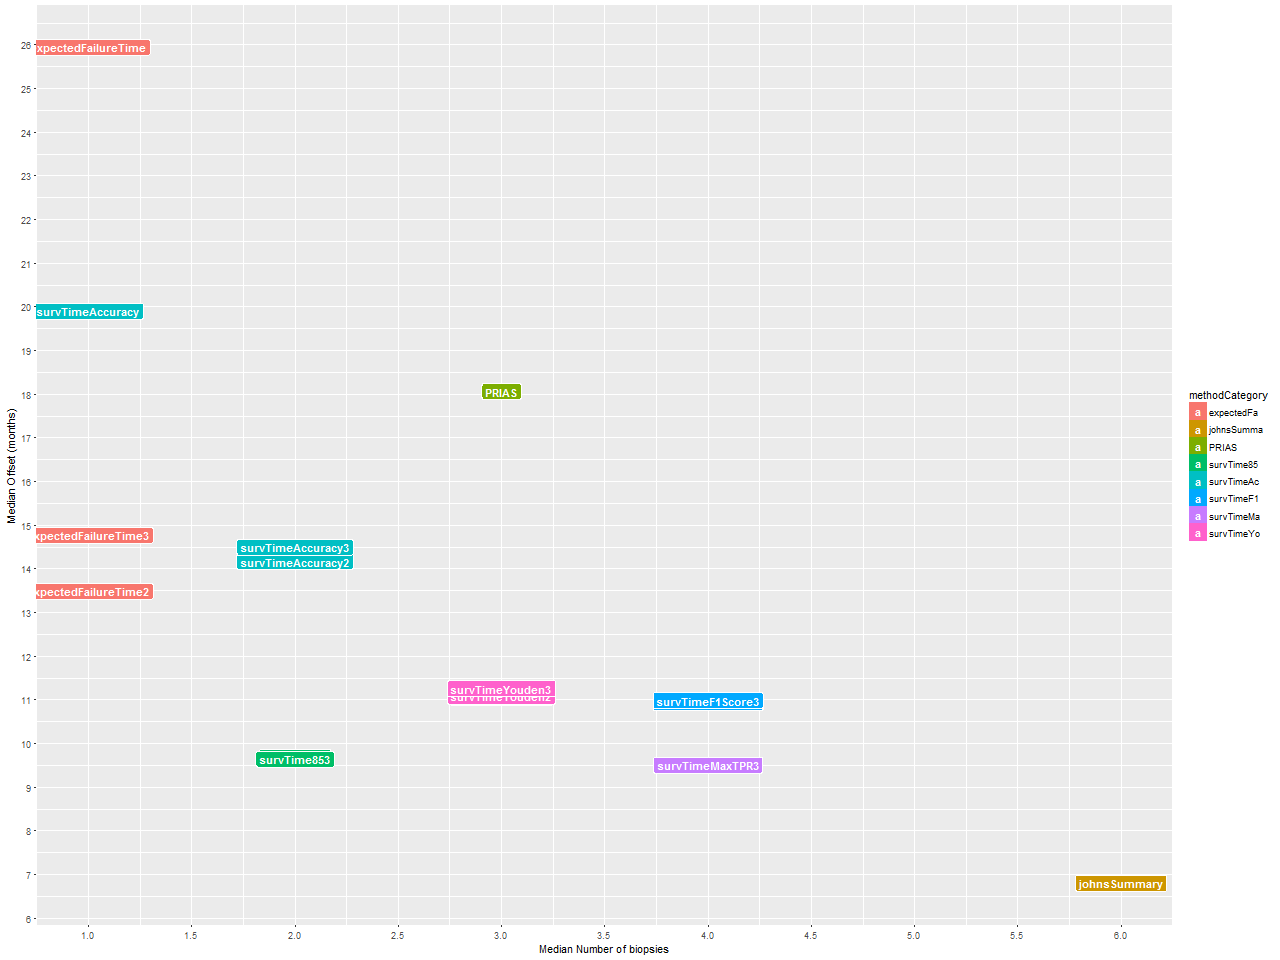 Median Offset (months)
26
25
24
23
22
21
20
19
18
17
16
15
14
13
12
11
10
9
8
7
6
xpectedFailureTime
survTimeAccuracy
PRIAS
xpectedFailureTime3
survTimeAccuracy3
survTimeAccuracy2
xpectedFailureTime2
survTimeYouden3
survTimeYouden2
survTimeF1Score3
survTime853
survTimeMaxTPR3
johnsSummary
1.0 1.5 2.0 2.5 3.0 3.5 4.0 4.5 5.0 5.5 6.0
Median Number of biopsies
methodCategory
a expectedFa
a johnsSumma
a PRIAS
a survTime85
a survTimeAc
a survTimeF1
a survTimeMa
a survTimeYo